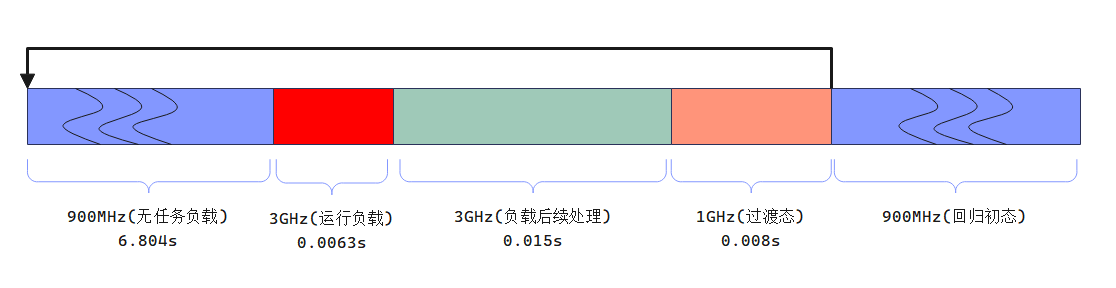 900MHz(无任务负载)
6.804s
3GHz(运行负载)
0.0063s
3GHz(负载后续处理)
0.015s
1GHz(过渡态)
0.008s
900MHz(回归初态)